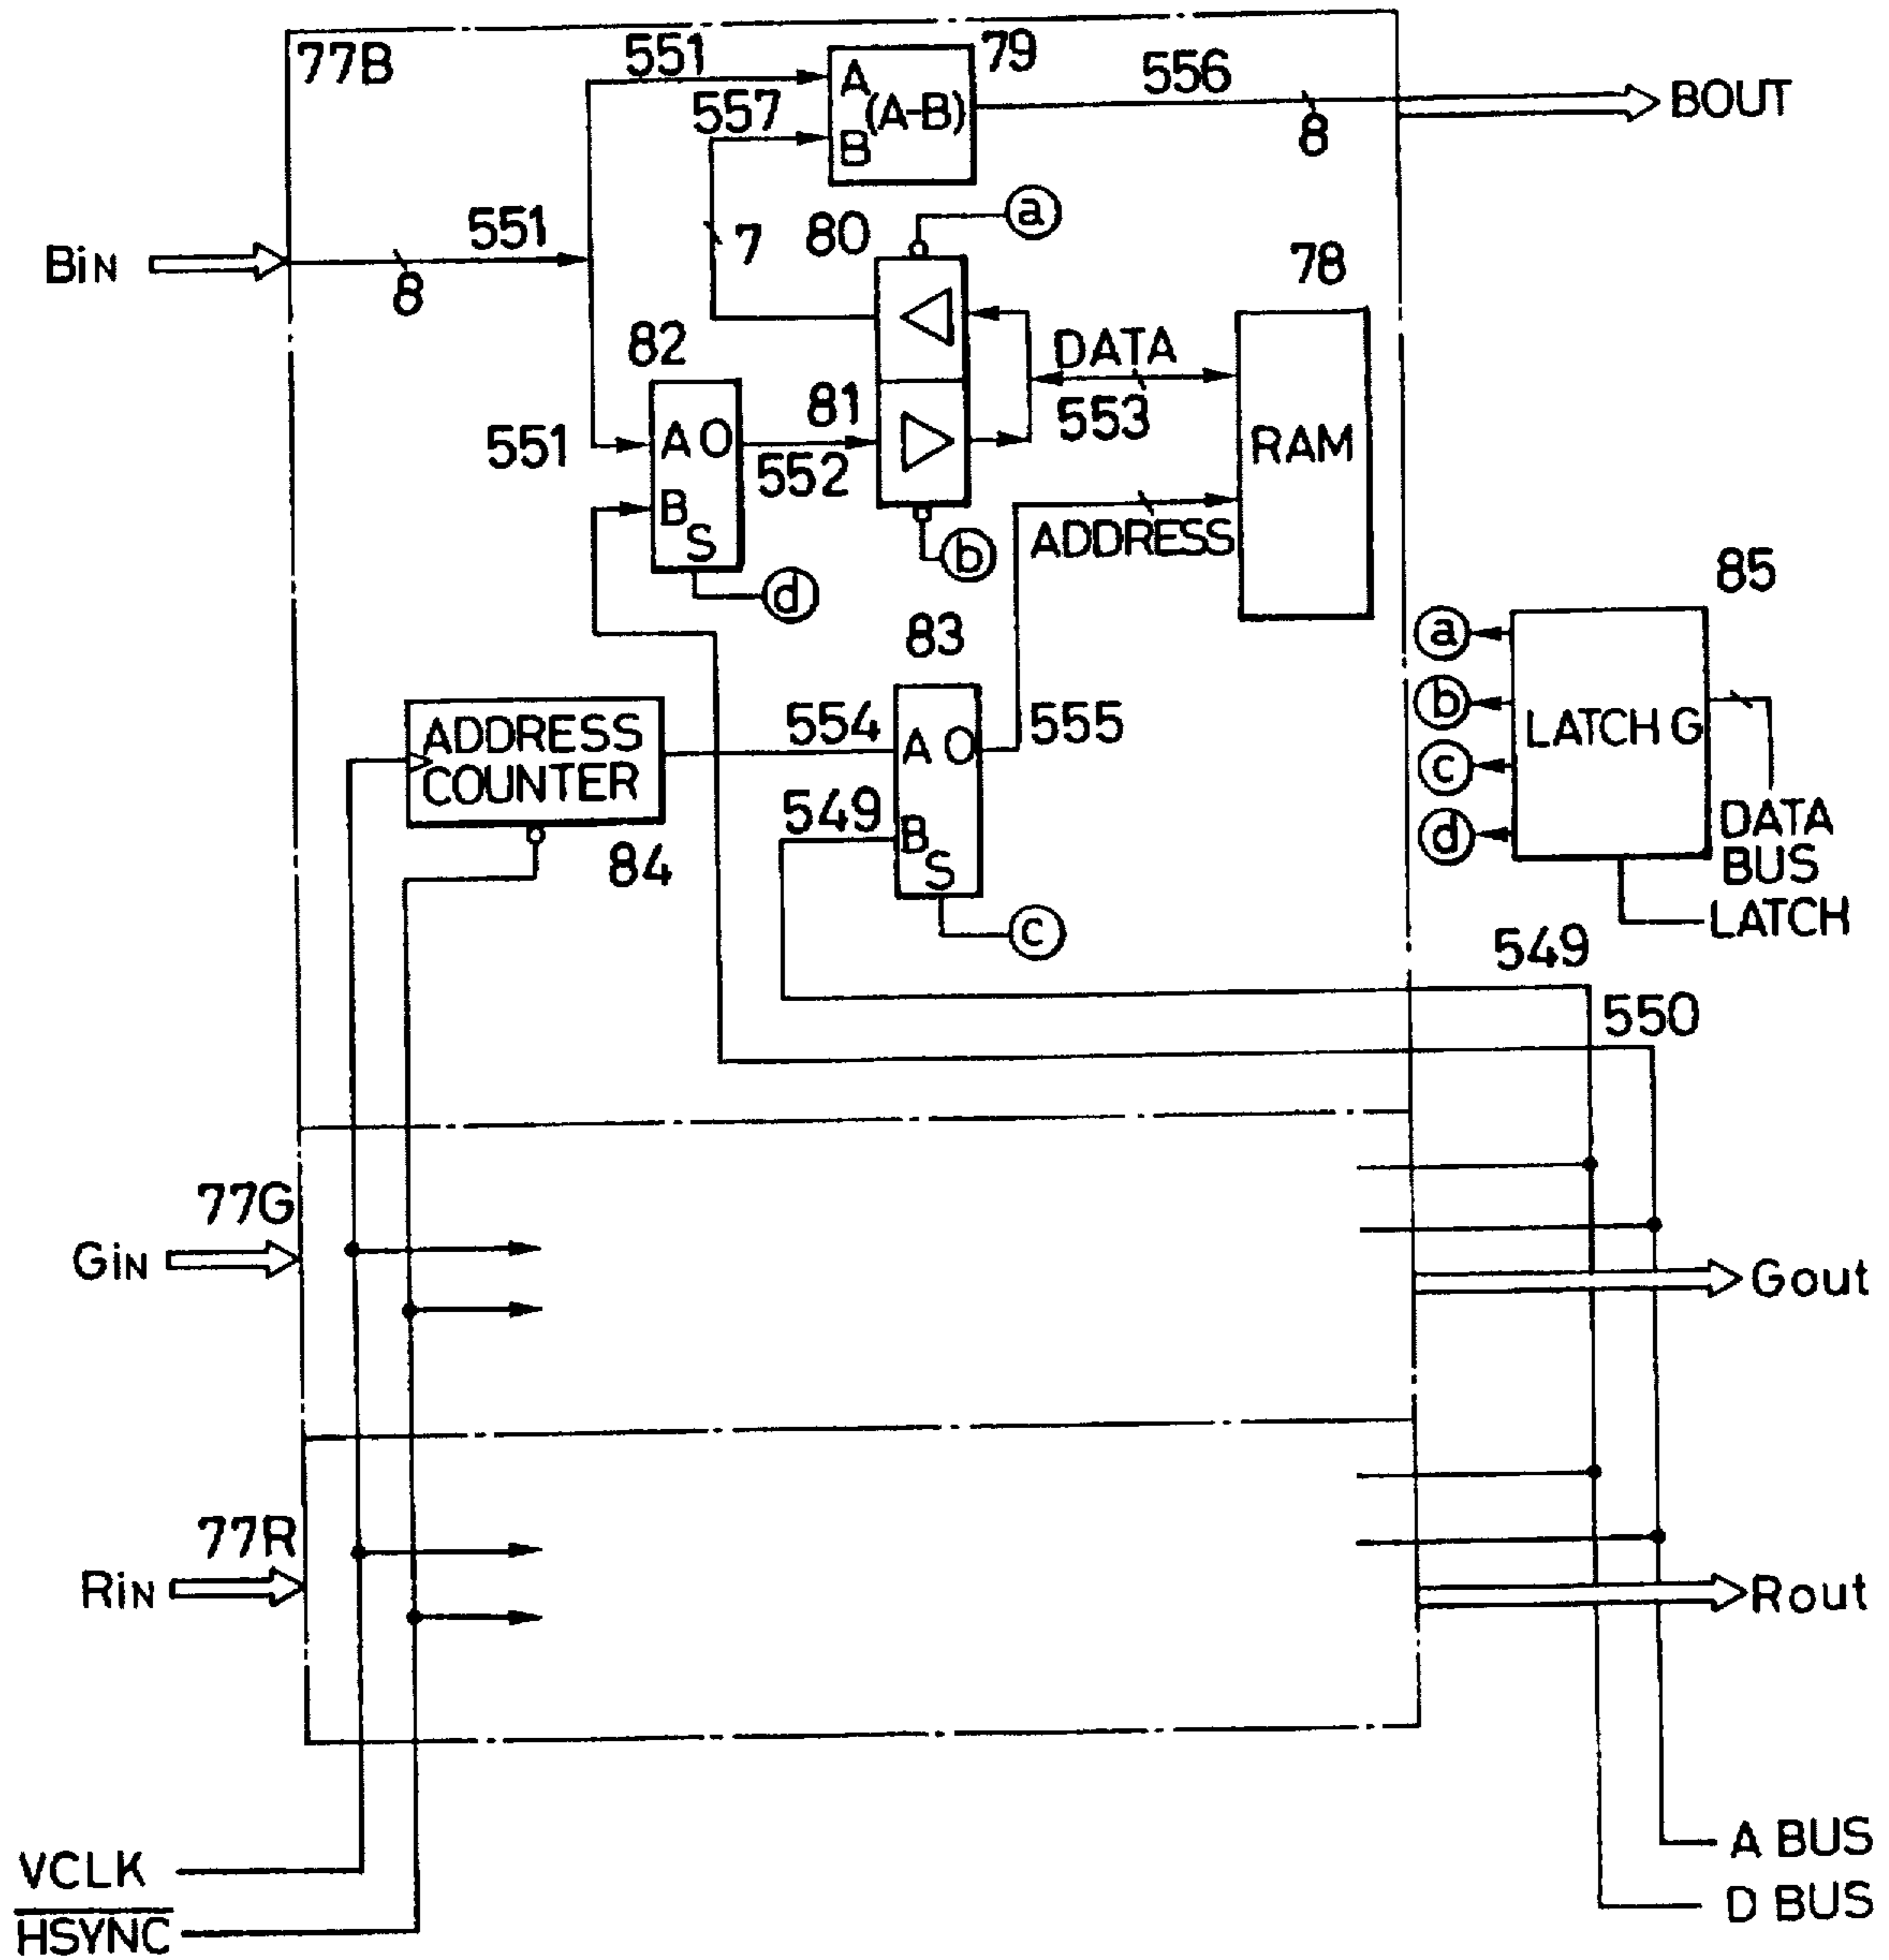 77B
551
79
A
(A-B)
B
557
556
8
BOUT
BiN
8
551
7
80
a
78
82
DATA
553
RAM
551
A O
B
S
81
552
ADDRESS
b
d
85
83
a
b
c
d
LATCH G
DATA
BUS
LATCH
ADDRESS
COUNTER
84
554
A O
B
S
555
549
c
549
550
77G
GiN
Gout
77R
RiN
Rout
VCLK
HSYNC
A BUS
D BUS